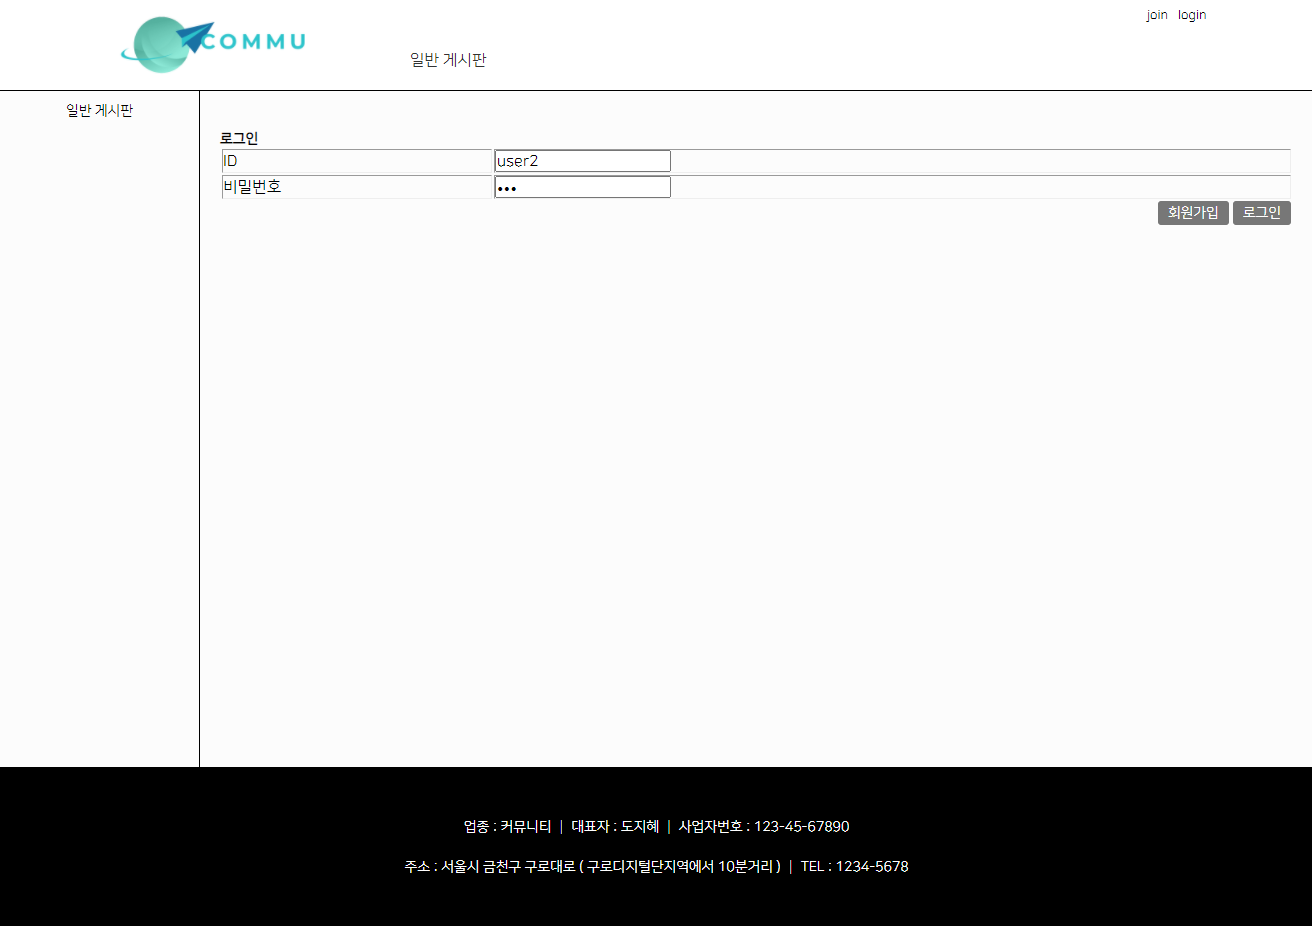 join login
COMMU
일반 게시판
일반 게시판
로그인
ID user2
비밀번호 •••
회원가입 로그인
업종 : 커뮤니티 | 대표자 : 도지혜 | 사업자번호 : 123-45-67890
주소 : 서울시 금천구 구로대로 ( 구로디지털단지역에서 10분거리 ) | TEL : 1234-5678